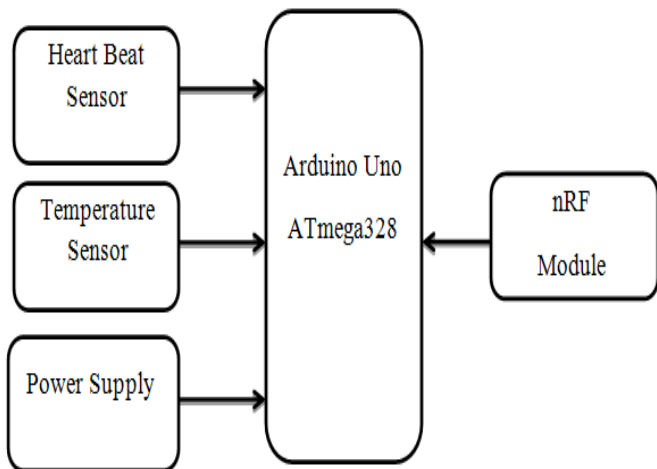 Heart Beat
Sensor
Temperature
Sensor
Power Supply
Arduino Uno
ATmega328
nRF
Module